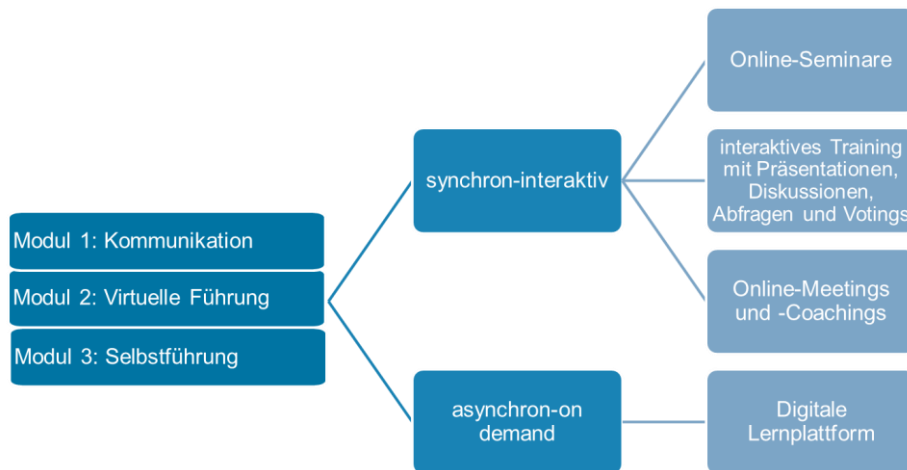 Modul 1: Kommunikation
Modul 2: Virtuelle Führung
Modul 3: Selbstführung
synchron-interaktiv
asynchron-on
demand
Online-Seminare
interaktives Training
mit Präsentationen,
Diskussionen,
Abfragen und Votings
Online-Meetings
und -Coachings
Digitale
Lernplattform